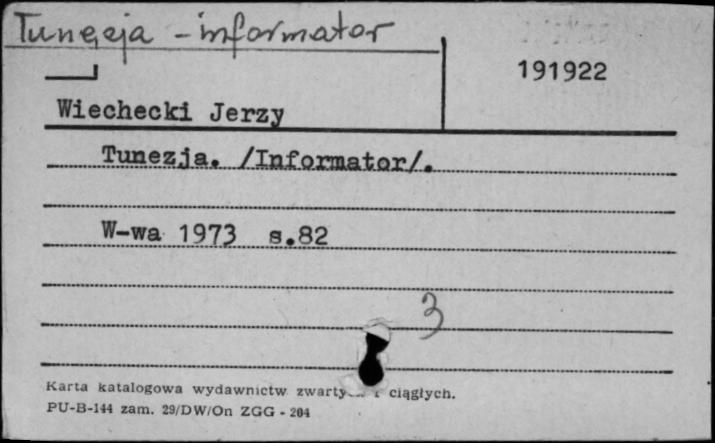 Tunezja - informator
191922
Wiechecki Jerzy
Tunezja. /Informator/.
W-wa 1973 s.82
3
Karta katalogowa wydawnictw ciągłych.
PU-B-144 zam. 29/DW/On ZGG - 204